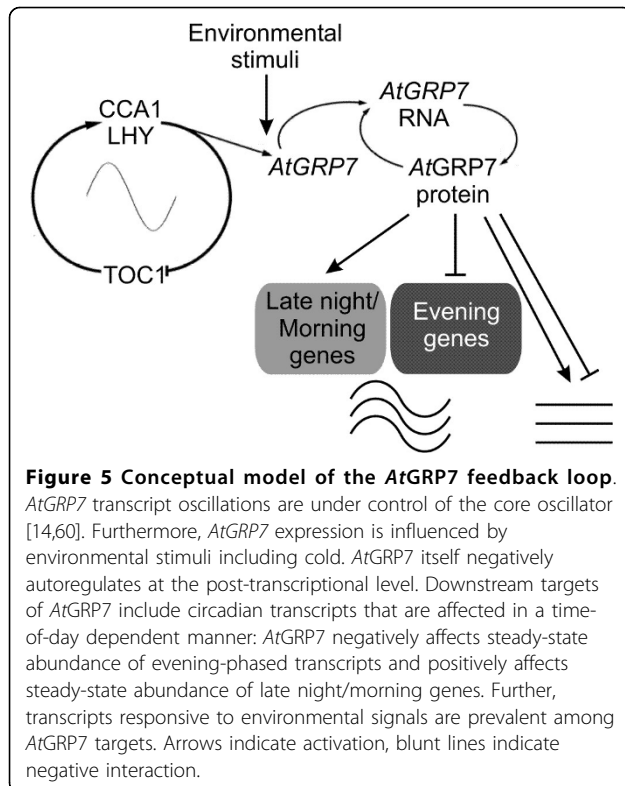 Environmental
stimuli
CCA1
LHY
TOC1
AtGRP7
AtGRP7
RNA
AtGRP7
protein
Late night/
Morning
genes
Evening
genes
Figure 5 Conceptual model of the AtGRP7 feedback loop.
AtGRP7 transcript oscillations are under control of the core oscillator
[14,60]. Furthermore, AtGRP7 expression is influenced by
environmental stimuli including cold. AtGRP7 itself negatively
autoregulates at the post-transcriptional level. Downstream targets
of AtGRP7 include circadian transcripts that are affected in a time-
of-day dependent manner: AtGRP7 negatively affects steady-state
abundance of evening-phased transcripts and positively affects
steady-state abundance of late night/morning genes. Further,
transcripts responsive to environmental signals are prevalent among
AtGRP7 targets. Arrows indicate activation, blunt lines indicate
negative interaction.